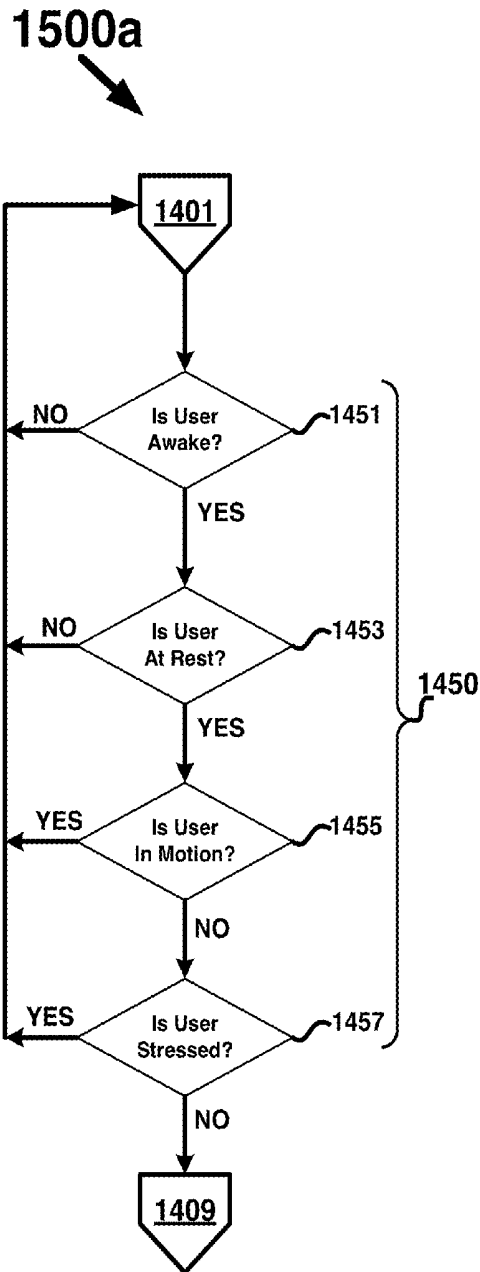 1500a
1401
Is User
Awake?
NO
1451
YES
Is User
At Rest?
NO
1453
1450
YES
Is User
In Motion?
YES
1455
NO
Is User
Stressed?
YES
1457
NO
1409